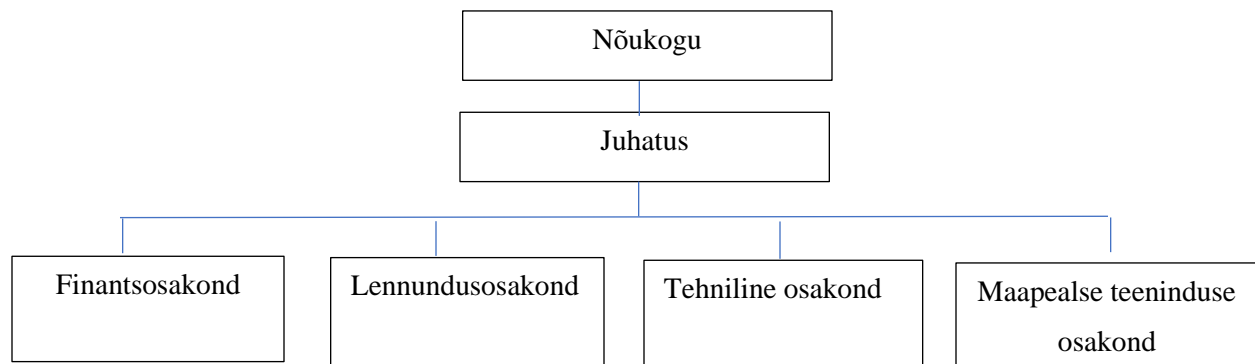 Nõukogu
Juhatus
Finantsosakond
Lennundusosakond
Tehniline osakond
Maapealse teeninduse
osakond